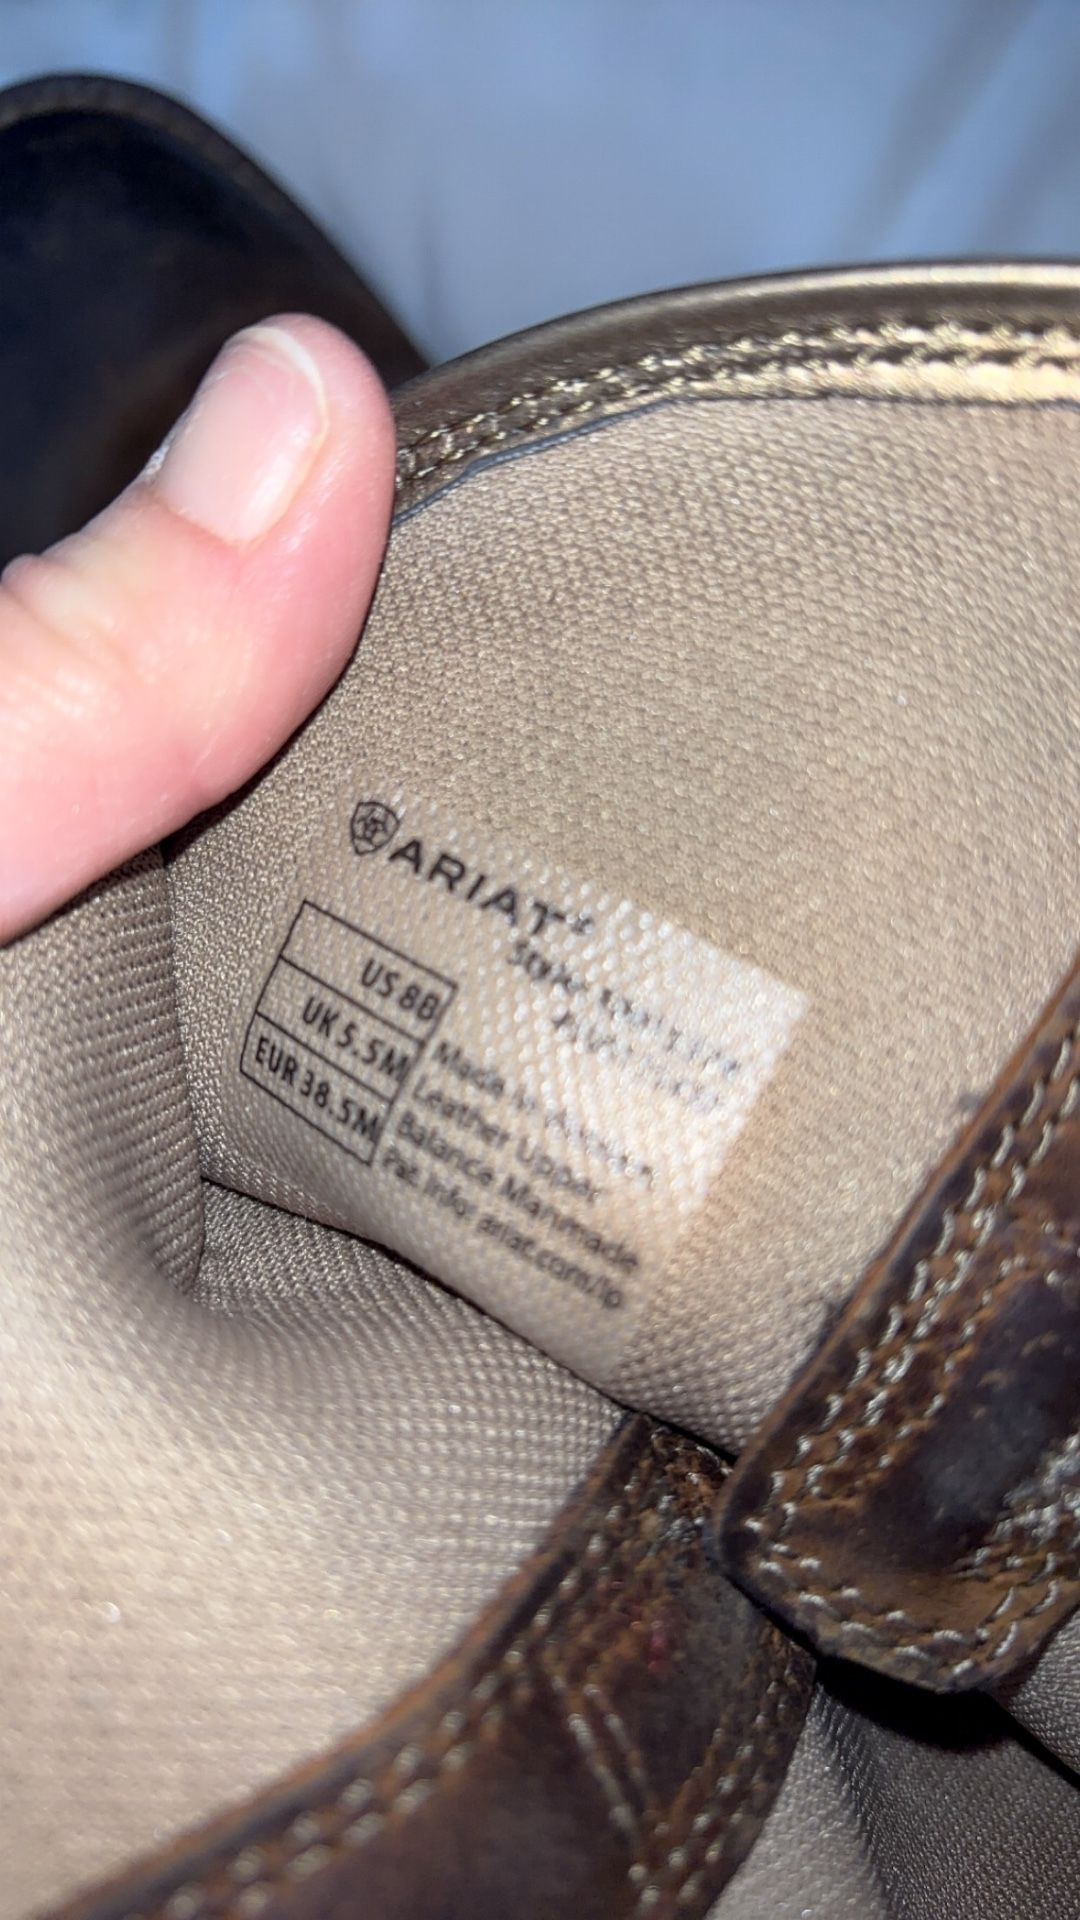 ARIAT®
Style:
US 8B
UK 5.5M
EUR 38.5M
Made in
Leather Upper,
Balance Manmade
Pat. Info: ariat.com/ip